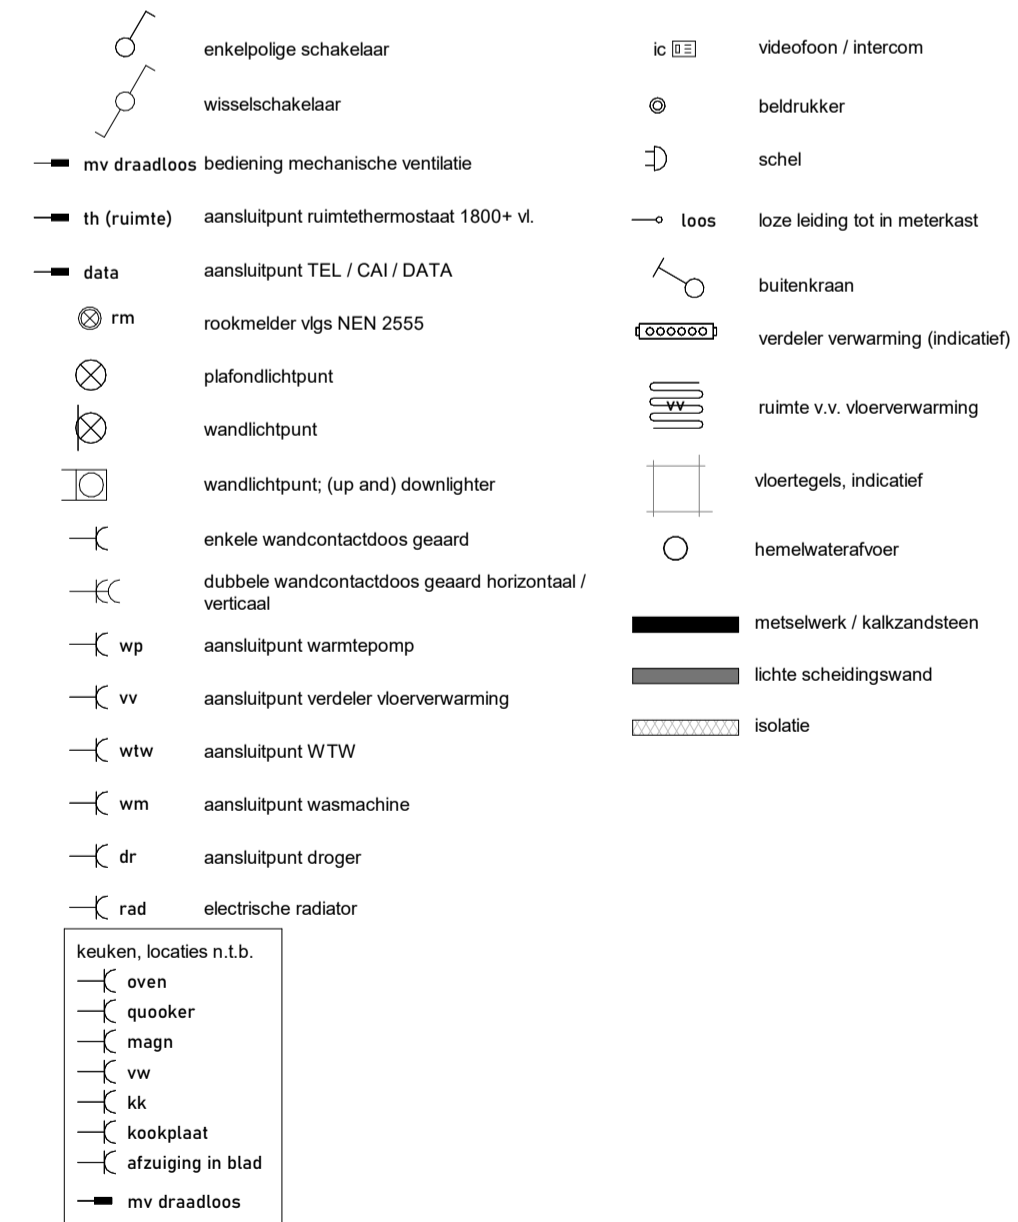 enkelpolige schakelaar
wisselschakelaar
mv draadloos bediening mechanische ventilatie
th (ruimte) aansluitpunt ruimtethermostaat 1800+ vl.
data aansluitpunt TEL / CAI / DATA
rm rookmelder vlgs NEN 2555
plafondlichtpunt
wandlichtpunt
wandlichtpunt; (up and) downlighter
enkele wandcontactdoos geaard
dubbele wandcontactdoos geaard horizontaal /
verticaal
wp aansluitpunt warmtepomp
vv aansluitpunt verdeler vloerverwarming
wtw aansluitpunt WTW
wm aansluitpunt wasmachine
dr aansluitpunt droger
rad electrische radiator
keuken, locaties n.t.b.
oven
quooker
magn
vw
kk
kookplaat
afzuiging in blad
mv draadloos
ic videofoon / intercom
beldrukker
schel
loos loze leiding tot in meterkast
buitenkraan
verdeler verwarming (indicatief)
vv ruimte v.v. vloerverwarming
vloertegels, indicatief
hemelwaterafvoer
metselwerk / kalkzandsteen
lichte scheidingswand
isolatie